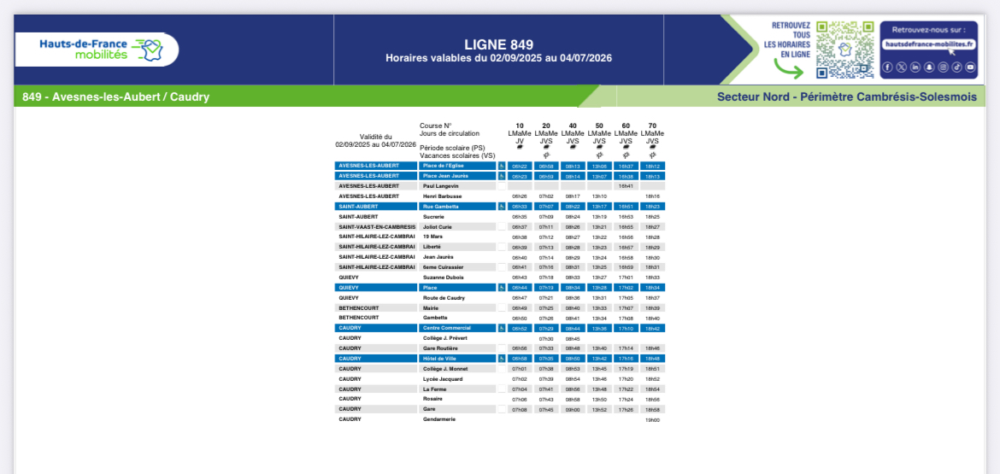 Hauts-de-France
mobilités
LIGNE 849
Horaires valables du 02/09/2025 au 04/07/2026
RETROUVEZ
TOUS
LES HORAIRES
EN LIGNE
Retrouvez-nous sur :
hautsdefrance-mobilites.fr
849 - Avesnes-les-Aubert / Caudry
Secteur Nord - Périmètre Cambrésis-Solesmois
Validité du
02/09/2025 au 04/07/2026
Course N° 10 20 40 50 60 70
Jours de circulation LMaMe LMaMe LMaMe LMaMe LMaMe LMaMe
JV JVS JVS JVS JVS JVS
Période scolaire (PS)
Vacances scolaires (VS)
AVESNES-LES-AUBERT Place de l'Eglise 06h22 06h58 08h13 13h06 16h37 18h12
AVESNES-LES-AUBERT Place Jean Jaurès 06h23 06h59 08h14 13h07 16h38 18h13
AVESNES-LES-AUBERT Paul Langevin 16h41
AVESNES-LES-AUBERT Henri Barbusse 06h26 07h02 08h17 13h10 18h16
SAINT-AUBERT Rue Gambetta 06h33 07h07 08h22 13h17 16h51 18h23
SAINT-AUBERT Sucrerie 06h35 07h09 08h24 13h19 16h53 18h25
SAINT-VAAST-EN-CAMBRESIS Joliot Curie 06h37 07h11 08h26 13h21 16h55 18h27
SAINT-HILAIRE-LEZ-CAMBRAI 19 Mars 06h38 07h12 08h27 13h22 16h56 18h28
SAINT-HILAIRE-LEZ-CAMBRAI Liberté 06h39 07h13 08h28 13h23 16h57 18h29
SAINT-HILAIRE-LEZ-CAMBRAI Jean Jaurès 06h40 07h14 08h29 13h24 16h58 18h30
SAINT-HILAIRE-LEZ-CAMBRAI 6eme Cuirassier 06h41 07h16 08h31 13h25 16h59 18h31
QUIEVY Suzanne Dubois 06h43 07h18 08h33 13h27 17h01 18h33
QUIEVY Place 06h44 07h19 08h34 13h28 17h02 18h34
QUIEVY Route de Caudry 06h47 07h21 08h36 13h31 17h05 18h37
BETHENCOURT Mairie 06h49 07h25 08h40 13h33 17h07 18h39
BETHENCOURT Gambetta 06h50 07h26 08h41 13h34 17h08 18h40
CAUDRY Centre Commercial 06h52 07h29 08h44 13h36 17h10 18h42
CAUDRY Collège J. Prévert 07h30 08h45
CAUDRY Gare Routière 06h56 07h33 08h48 13h40 17h14 18h46
CAUDRY Hôtel de Ville 06h58 07h35 08h50 13h42 17h16 18h48
CAUDRY Collège J. Monnet 07h01 07h38 08h53 13h45 17h19 18h51
CAUDRY Lycée Jacquard 07h02 07h39 08h54 13h46 17h20 18h52
CAUDRY La Ferme 07h04 07h41 08h56 13h48 17h22 18h54
CAUDRY Rosaire 07h06 07h43 08h58 13h50 17h24 18h56
CAUDRY Gare 07h08 07h45 09h00 13h52 17h26 18h58
CAUDRY Gendarmerie 19h00